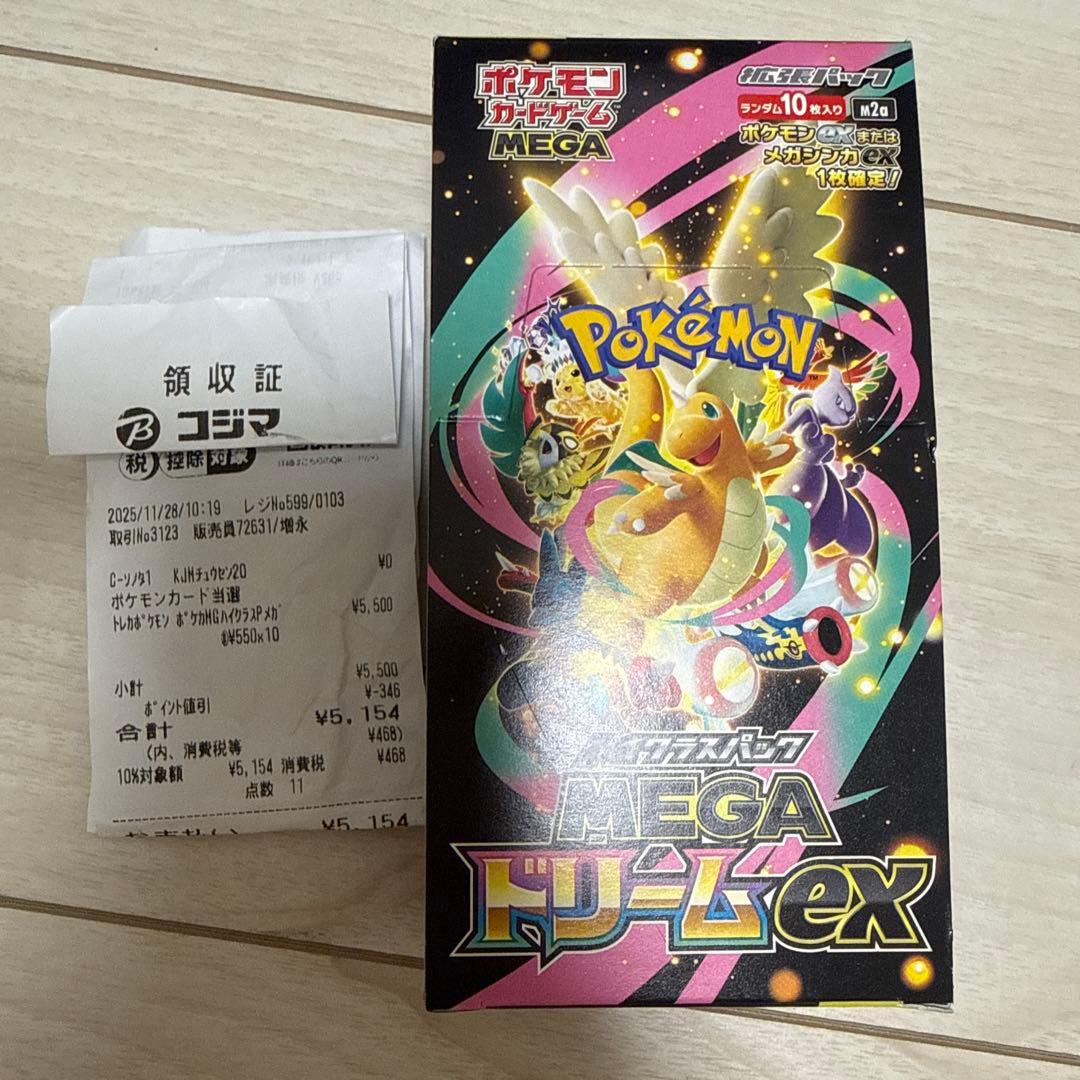 領収証
コジマ
税 控除対象
2025/11/28/10:19 レジNo599/0103
取引No3123 販売員72631/増永
KJMチュウセン20 ¥0
ポケモンカード当選
トレカポケモン ポケカMGハイクラスPメガ ¥5,500
@¥550x10
小計 ¥5,500
ポイント値引 ¥-346
合計 ¥5,154
(内、消費税等 ¥468)
10%対象額 ¥5,154 消費税 ¥468
点数 11
お支払い ¥5,154
ポケモン
カードゲーム
MEGA
拡張パック
ランダム10枚入り M2a
ポケモンexまたは
メガシンカex
1枚確定!
POKéMON
ハイクラスパック
MEGA
ドリームex